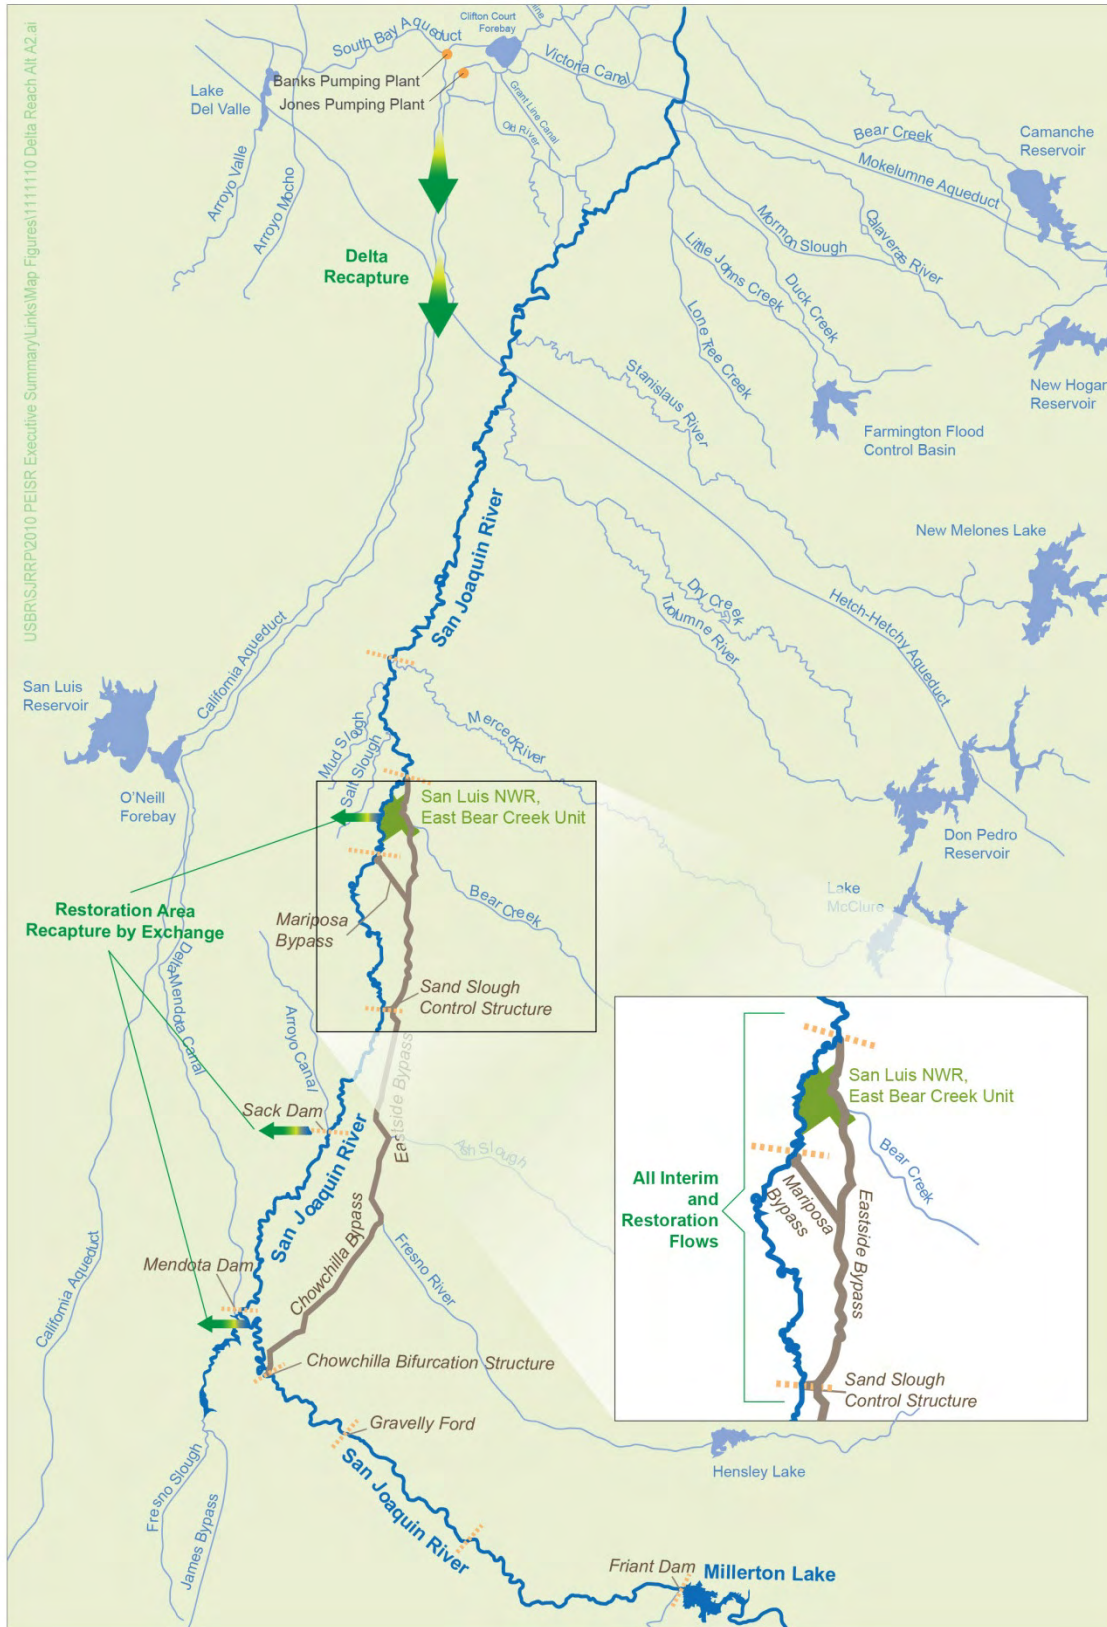 USBR\SJRRP\2010 PEISR Executive Summary\Links\Map Figures\1111110 Delta Reach Alt A2.ai
South Bay Aqueduct
Clifton Court
Forebay
Victoria Canal
Banks Pumping Plant
Jones Pumping Plant
Lake
Del Valle
Grant Line Canal
Old River
Bear Creek
Camanche
Reservoir
Mokelumne Aqueduct
Arroyo Valle
Arroyo Mocho
Mormon Slough
Calaveras River
Little Johns Creek
Duck Creek
Lone Tree Creek
Delta
Recapture
New Hogan
Reservoir
Stanislaus River
Farmington Flood
Control Basin
San Joaquin River
New Melones Lake
Dry Creek
Tuolumne River
Hetch-Hetchy Aqueduct
California Aqueduct
San Luis
Reservoir
O'Neill
Forebay
Mud Slough
Salt Slough
Merced River
San Luis NWR,
East Bear Creek Unit
Don Pedro
Reservoir
Lake
McClure
Restoration Area
Recapture by Exchange
Mariposa
Bypass
Bear Creek
Delta-Mendota Canal
Sand Slough
Control Structure
Arroyo Canal
Eastside Bypass
Sack Dam
Ash Slough
San Joaquin River
San Luis NWR,
East Bear Creek Unit
Bear Creek
All Interim
and
Restoration
Flows
Mariposa
Bypass
Eastside Bypass
Sand Slough
Control Structure
Mendota Dam
Chowchilla Bypass
Fresno River
California Aqueduct
Chowchilla Bifurcation Structure
Gravelly Ford
Hensley Lake
Fresno Slough
James Bypass
San Joaquin River
Friant Dam
Millerton Lake